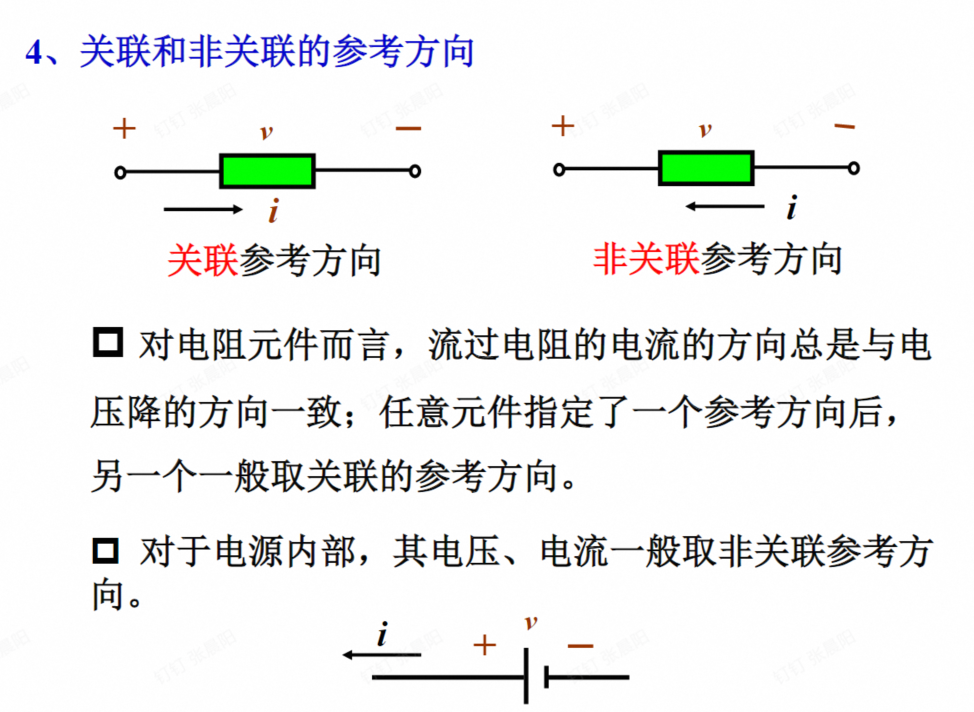 4、关联和非关联的参考方向
+ v − + v −
i i
关联参考方向 非关联参考方向
对电阻元件而言，流过电阻的电流的方向总是与电
压降的方向一致；任意元件指定了一个参考方向后，
另一个一般取关联的参考方向。
对于电源内部，其电压、电流一般取非关联参考方
向。
i + v −
钉钉 张晨阳